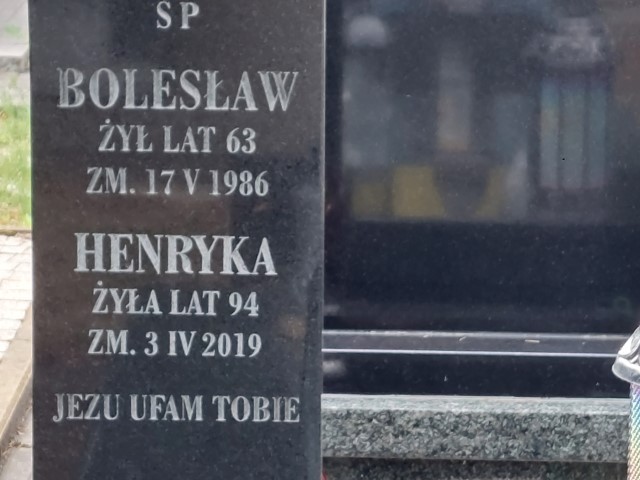 SP
BOLESŁAW
ŻYŁ LAT 63
ZM. 17 V 1986
HENRYKA
ŻYŁA LAT 94
ZM. 3 IV 2019
JEZU UFAM TOBIE